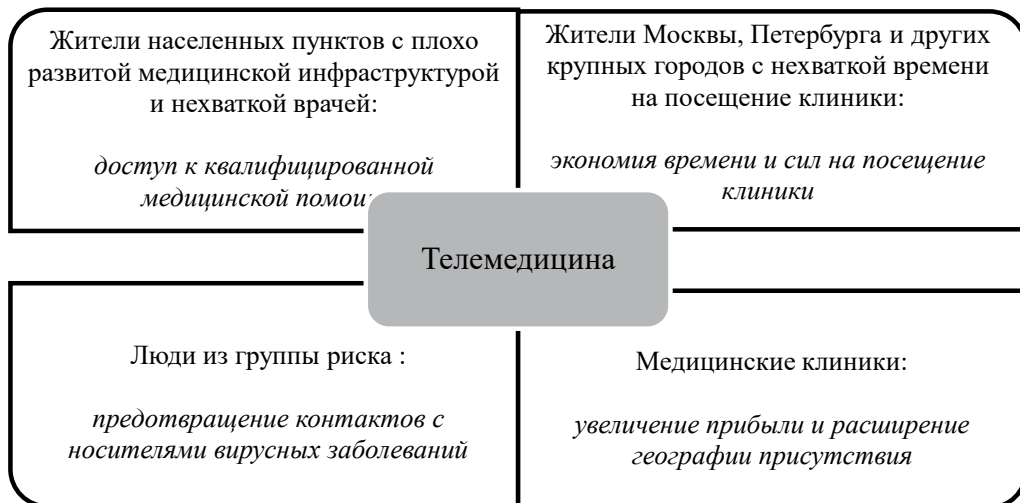 Жители населенных пунктов с плохо
развитой медицинской инфраструктурой
и нехваткой врачей:
доступ к квалифицированной
медицинской
Жители Москвы, Петербурга и других
крупных городов с нехваткой времени
на посещение клиники:
экономия времени и сил на посещение
клиники
Телемедицина
Люди из группы риска :
предотвращение контактов с
носителями вирусных заболеваний
Медицинские клиники:
увеличение прибыли и расширение
географии присутствия